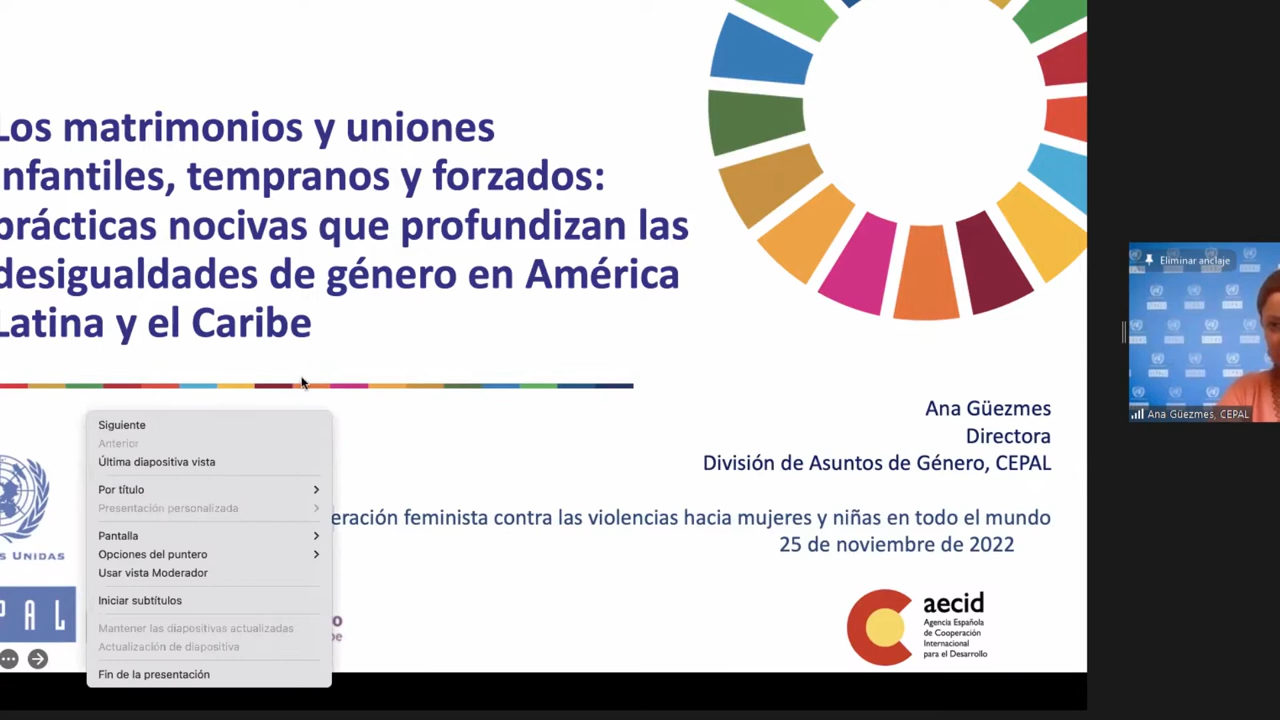 Los matrimonios y uniones
infantiles, tempranos y forzados:
prácticas nocivas que profundizan las
desigualdades de género en América
Latina y el Caribe
Ana Güezmes
Directora
División de Asuntos de Género, CEPAL
eración feminista contra las violencias hacia mujeres y niñas en todo el mundo
25 de noviembre de 2022
S UNIDAS
PAL
Siguiente
Anterior
Última diapositiva vista
Por título
Presentación personalizada
Pantalla
Opciones del puntero
Usar vista Moderador
Iniciar subtítulos
Mantener las diapositivas actualizadas
Actualización de diapositiva
Fin de la presentación
aecid
Agencia Española
de Cooperación
Internacional
para el Desarrollo
Eliminar anclaje
Ana Güezmes, CEPAL